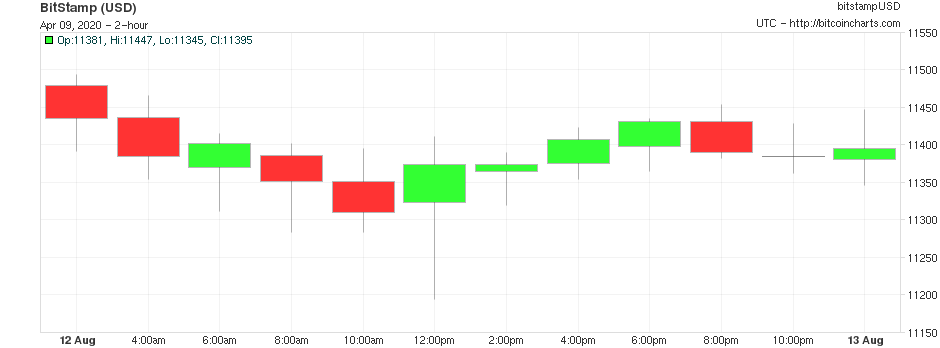 BitStamp (USD)
bitstampUSD
Apr 09, 2020 - 2-hour
UTC - http://bitcoincharts.com
Op:11381, Hi:11447, Lo:11345, Cl:11395
11550
11500
11450
11400
11350
11300
11250
11200
11150
12 Aug 4:00am 6:00am 8:00am 10:00am 12:00pm 2:00pm 4:00pm 6:00pm 8:00pm 10:00pm 13 Aug